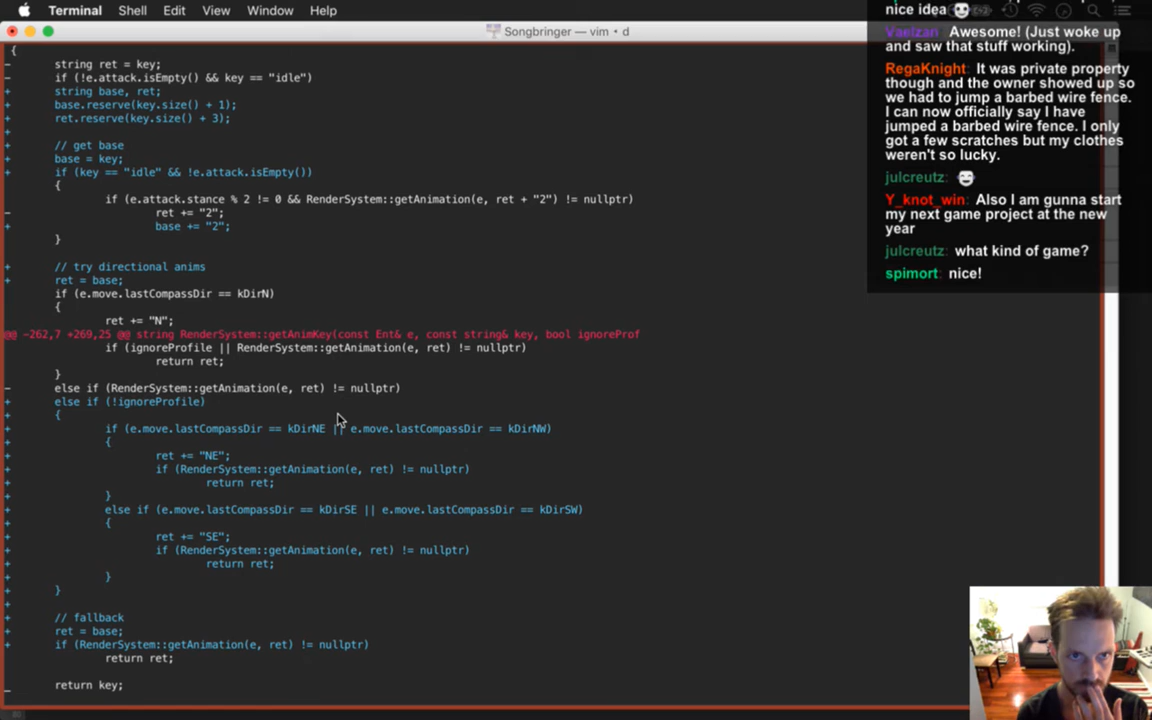 Terminal Shell Edit View Window Help
Songbringer — vim • d
{
- string ret = key;
- if (!e.attack.isEmpty() && key == "idle")
+ string base, ret;
+ base.reserve(key.size() + 1);
+ ret.reserve(key.size() + 3);
+
+ // get base
+ base = key;
+ if (key == "idle" && !e.attack.isEmpty())
{
if (e.attack.stance % 2 != 0 && RenderSystem::getAnimation(e, ret + "2") != nullptr)
- ret += "2";
+ base += "2";
}
+ // try directional anims
+ ret = base;
if (e.move.lastCompassDir == kDirN)
{
ret += "N";
@@ -262,7 +269,25 @@ string RenderSystem::getAnimKey(const Ent& e, const string& key, bool ignoreProf
if (ignoreProfile || RenderSystem::getAnimation(e, ret) != nullptr)
return ret;
}
- else if (RenderSystem::getAnimation(e, ret) != nullptr)
+ else if (!ignoreProfile)
+ {
+ if (e.move.lastCompassDir == kDirNE || e.move.lastCompassDir == kDirNW)
+ {
+ ret += "NE";
+ if (RenderSystem::getAnimation(e, ret) != nullptr)
+ return ret;
+ }
+ else if (e.move.lastCompassDir == kDirSE || e.move.lastCompassDir == kDirSW)
+ {
+ ret += "SE";
+ if (RenderSystem::getAnimation(e, ret) != nullptr)
+ return ret;
+ }
+ }
+
+ // fallback
+ ret = base;
+ if (RenderSystem::getAnimation(e, ret) != nullptr)
return ret;
return key;
nice idea
Vaelzan: Awesome! (Just woke up
and saw that stuff working).
RegaKnight: It was private property
though and the owner showed up so
we had to jump a barbed wire fence.
I can now officially say I have
jumped a barbed wire fence. I only
got a few scratches but my clothes
weren't so lucky.
julcreutz:
Y_knot_win: Also I am gunna start
my next game project at the new
year
julcreutz: what kind of game?
spimort: nice!